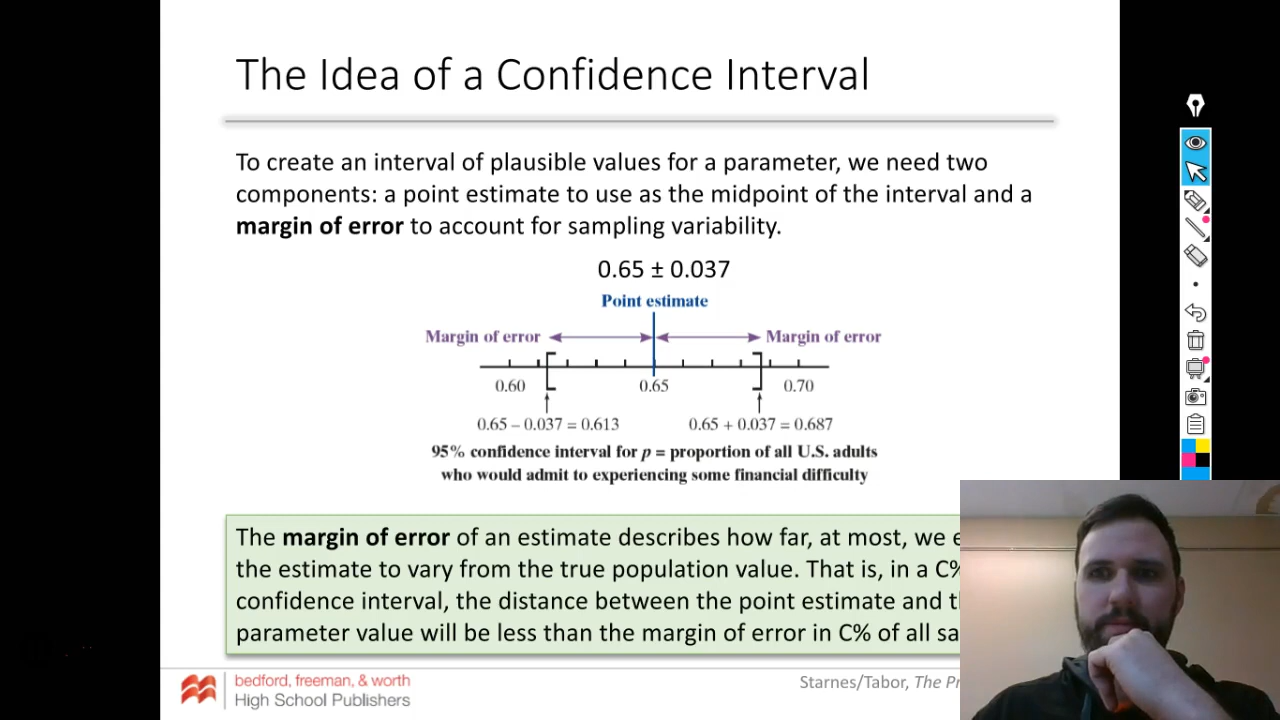 The Idea of a Confidence Interval
To create an interval of plausible values for a parameter, we need two
components: a point estimate to use as the midpoint of the interval and a
margin of error to account for sampling variability.
0.65 ± 0.037
Point estimate
Margin of error Margin of error
0.60 0.65 0.70
0.65 – 0.037 = 0.613 0.65 + 0.037 = 0.687
95% confidence interval for p = proportion of all U.S. adults
who would admit to experiencing some financial difficulty
The margin of error of an estimate describes how far, at most, we
the estimate to vary from the true population value. That is, in a C%
confidence interval, the distance between the point estimate and
parameter value will be less than the margin of error in C% of all
bedford, freeman, & worth
High School Publishers
Starnes/Tabor, The